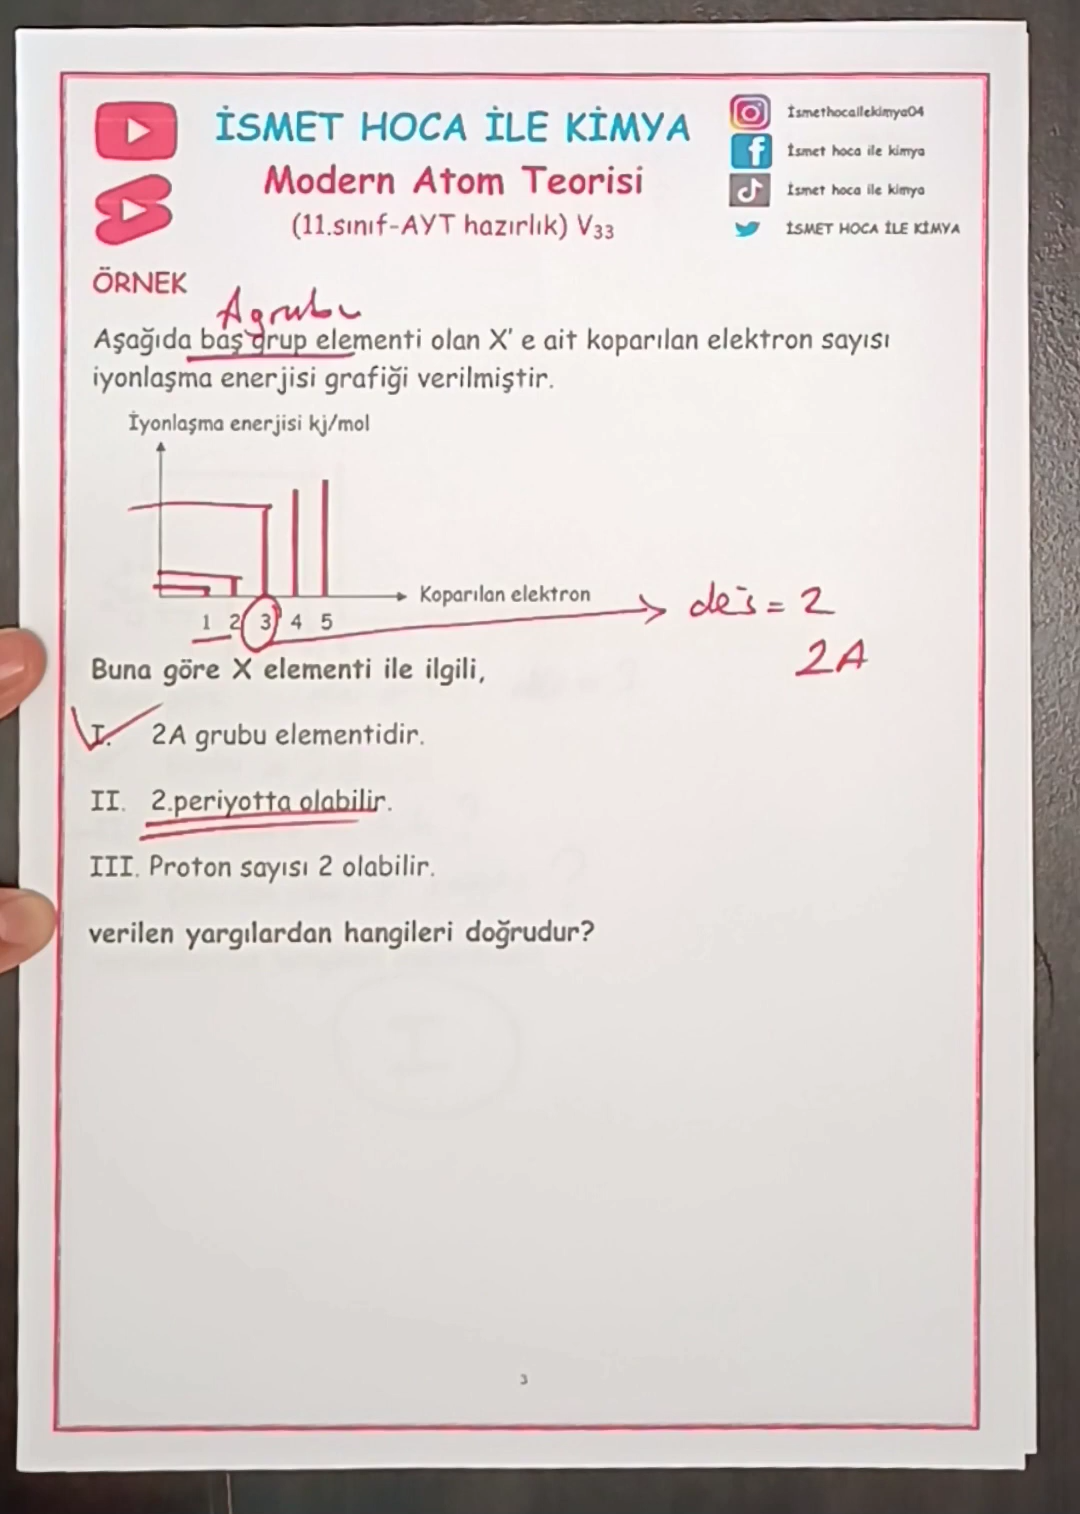 İSMET HOCA İLE KİMYA
Modern Atom Teorisi
(11.sınıf-AYT hazırlık) V33
İsmethocailekimya04
İsmet hoca ile kimya
İsmet hoca ile kimya
İSMET HOCA İLE KİMYA
ÖRNEK
A grubu
Aşağıda baş grup elementi olan X' e ait koparılan elektron sayısı
iyonlaşma enerjisi grafiği verilmiştir.
İyonlaşma enerjisi kj/mol
Koparılan elektron
1 2 3 4 5
des = 2
2A
Buna göre X elementi ile ilgili,
I. 2A grubu elementidir.
II. 2.periyotta olabilir.
III. Proton sayısı 2 olabilir.
verilen yargılardan hangileri doğrudur?
3